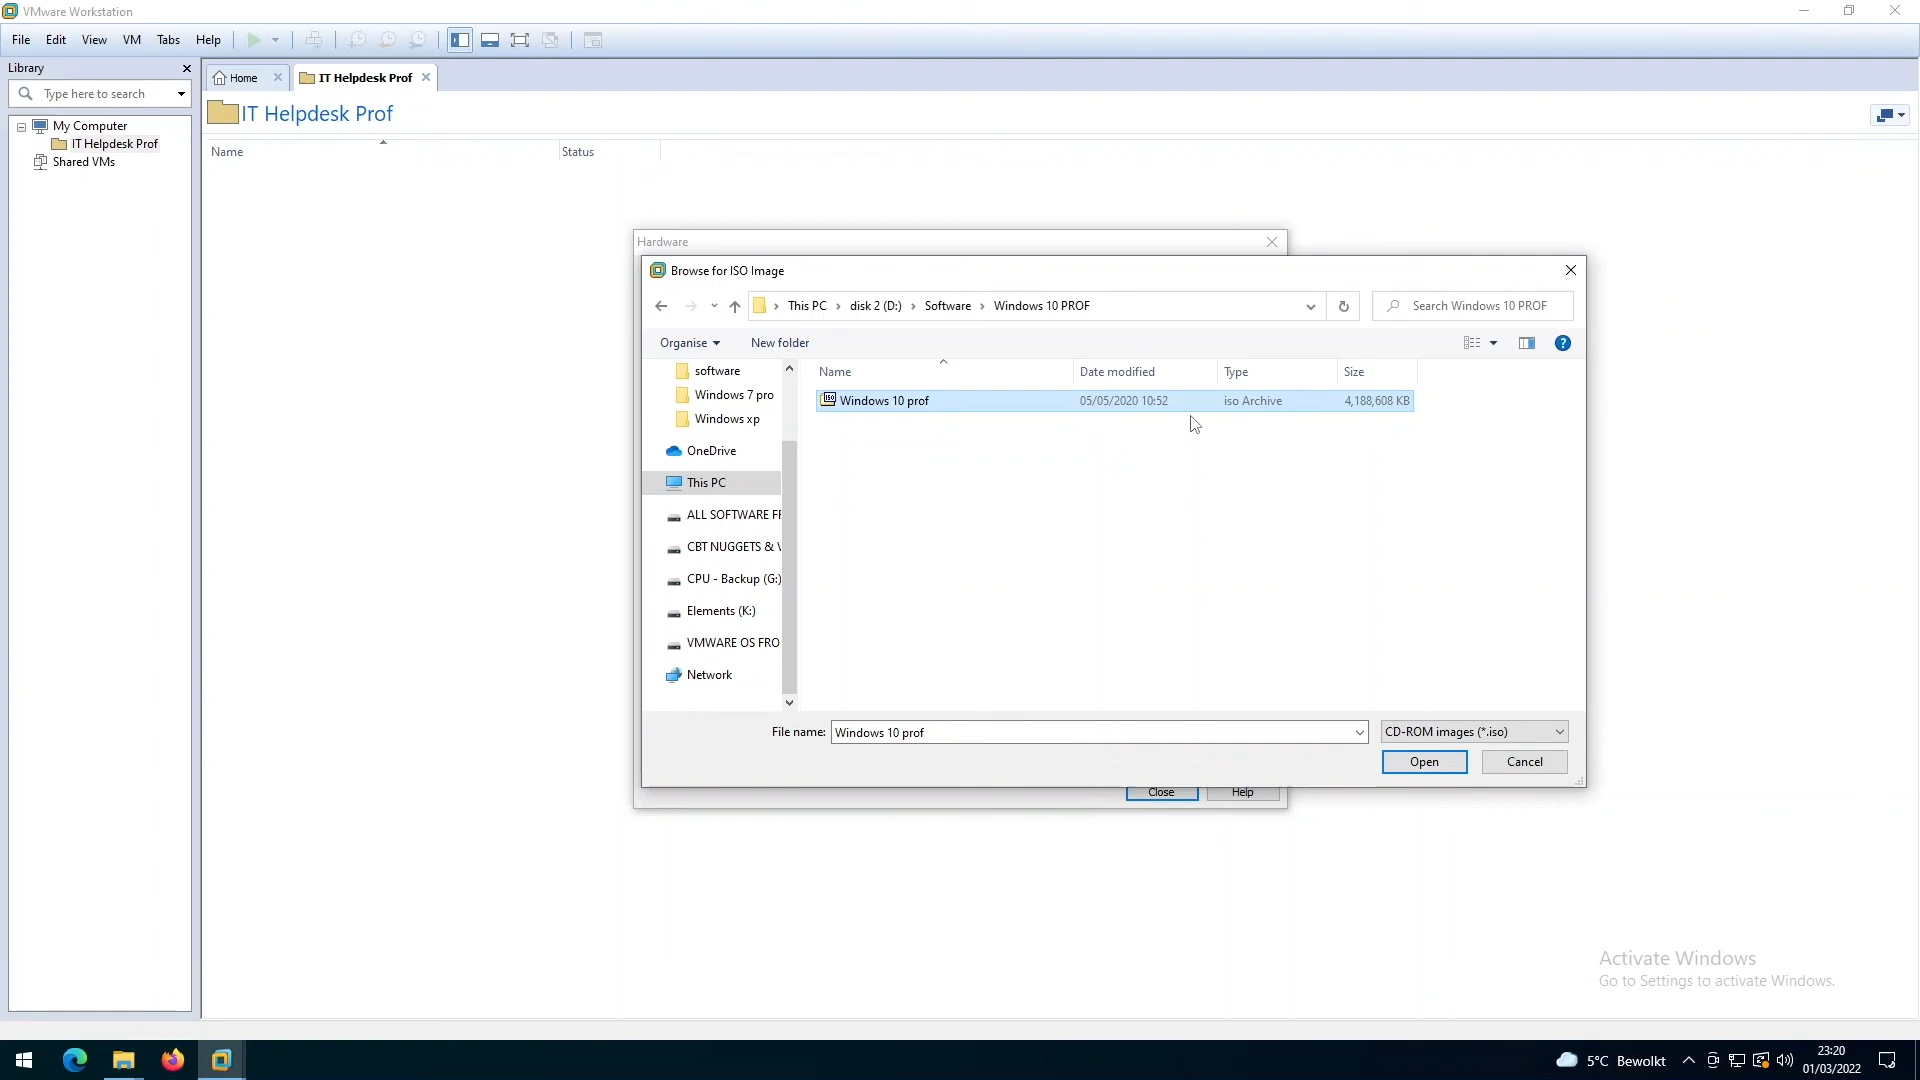 VMware Workstation
File Edit View VM Tabs Help
Library
Type here to search
My Computer
IT Helpdesk Prof
Shared VMs
Home
IT Helpdesk Prof
IT Helpdesk Prof
Name Status
Hardware
Browse for ISO Image
This PC › disk 2 (D:) › Software › Windows 10 PROF
Search Windows 10 PROF
Organise New folder
software
Windows 7 pro
Windows xp
OneDrive
This PC
ALL SOFTWARE FR
CBT NUGGETS & V
CPU - Backup (G:)
Elements (K:)
VMWARE OS FRO
Network
Name Date modified Type Size
Windows 10 prof 05/05/2020 10:52 iso Archive 4,188,608 KB
File name: Windows 10 prof
CD-ROM images (*.iso)
Open Cancel
Close Help
Activate Windows
Go to Settings to activate Windows.
5°C Bewolkt
23:20
01/03/2022